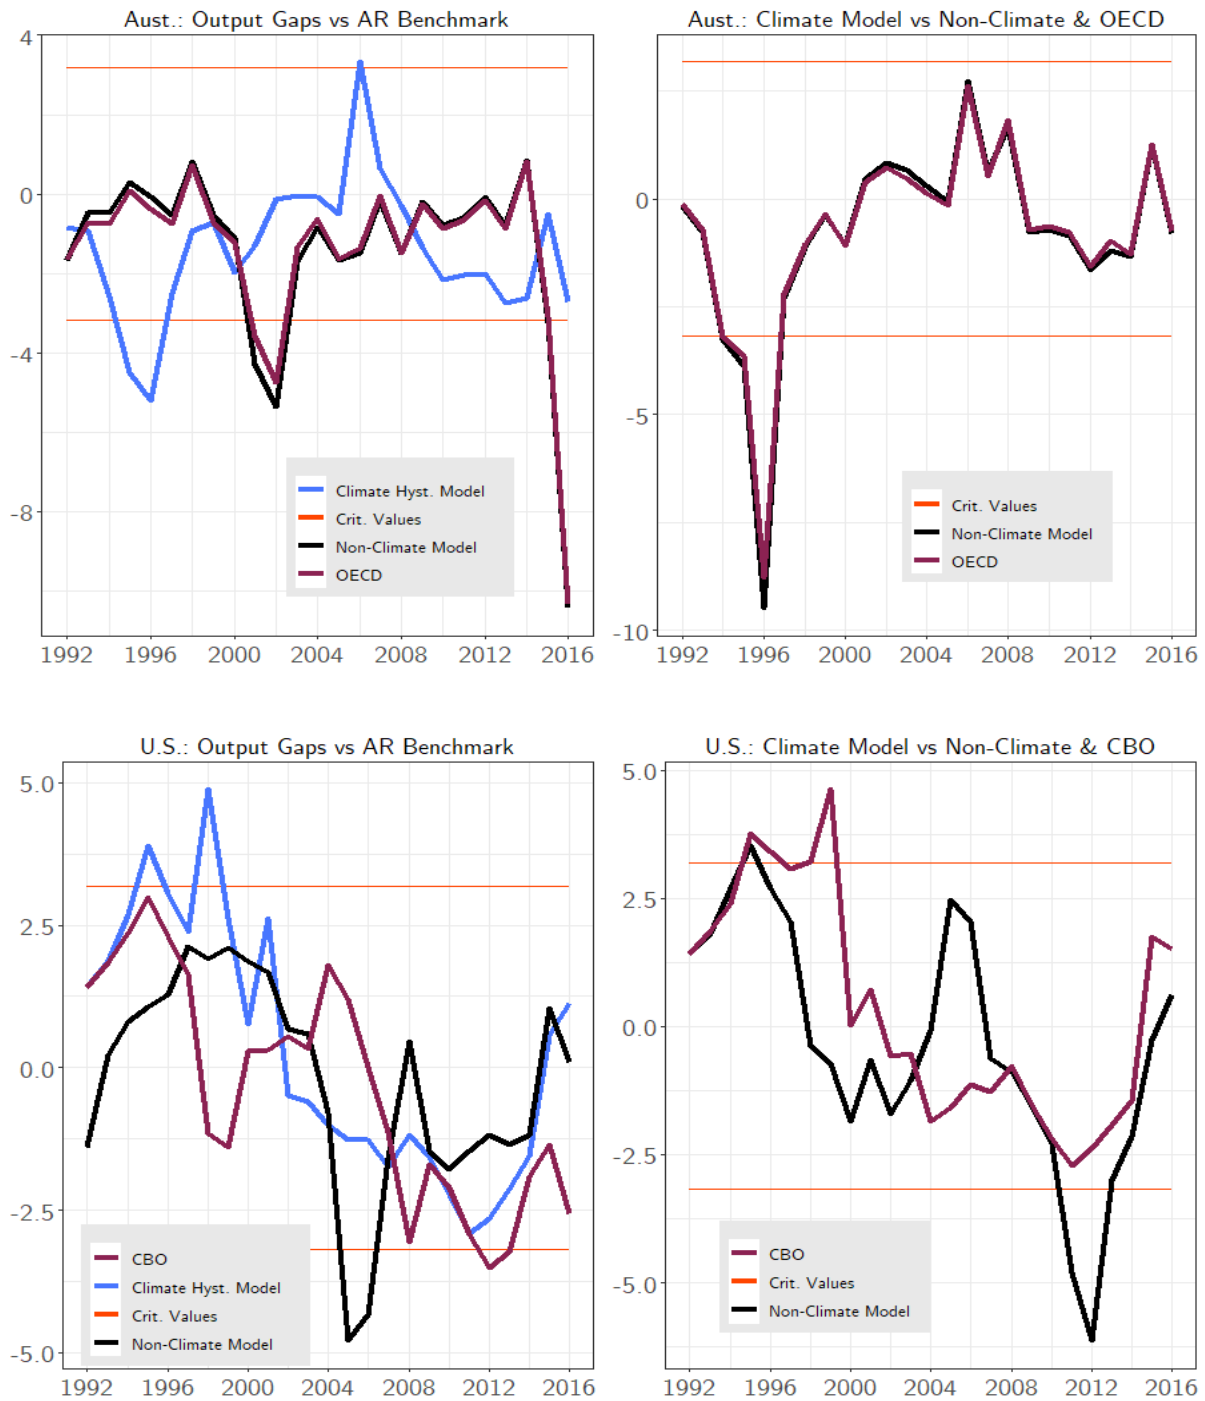 Aust.: Output Gaps vs AR Benchmark
4
0
-4
-8
1992 1996 2000 2004 2008 2012 2016
Climate Hyst. Model
Crit. Values
Non-Climate Model
OECD
Aust.: Climate Model vs Non-Climate & OECD
0
-5
-10
1992 1996 2000 2004 2008 2012 2016
Crit. Values
Non-Climate Model
OECD
U.S.: Output Gaps vs AR Benchmark
5.0
2.5
0.0
-2.5
-5.0
1992 1996 2000 2004 2008 2012 2016
CBO
Climate Hyst. Model
Crit. Values
Non-Climate Model
U.S.: Climate Model vs Non-Climate & CBO
5.0
2.5
0.0
-2.5
-5.0
1992 1996 2000 2004 2008 2012 2016
CBO
Crit. Values
Non-Climate Model